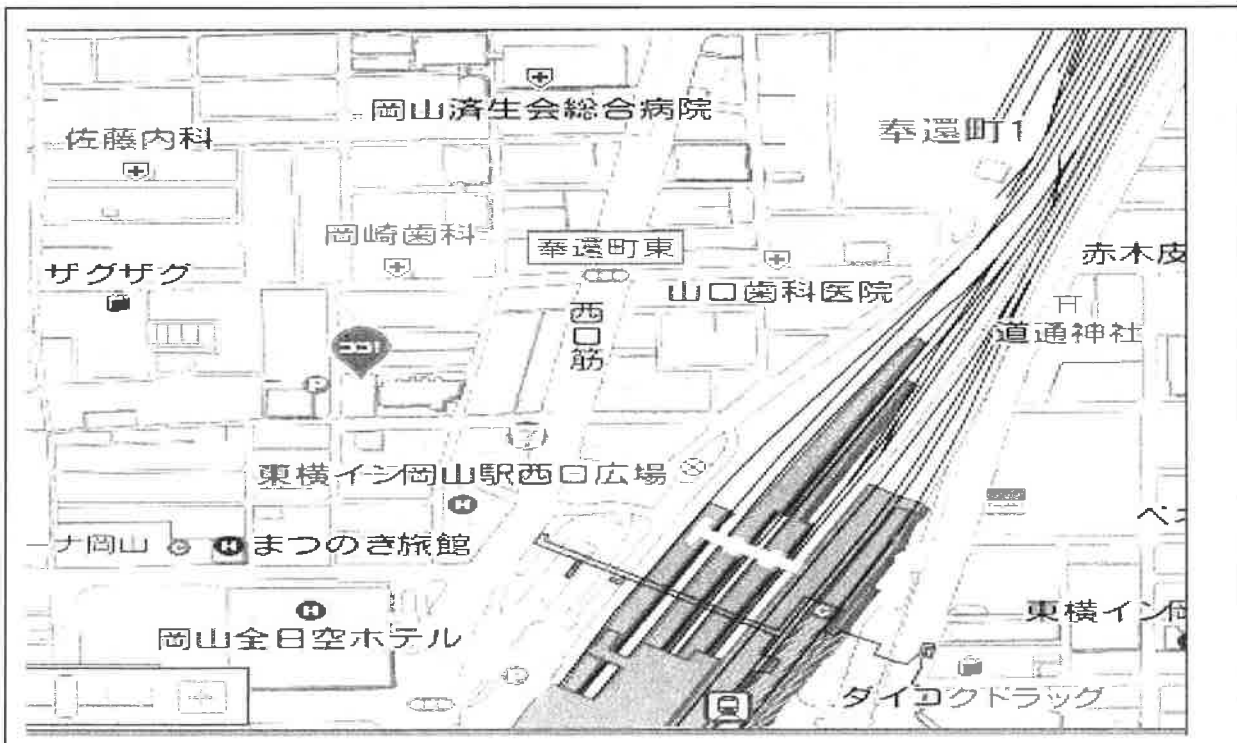 岡山済生会総合病院
佐藤内科
奉還町1
岡崎歯科
奉還町東
赤木皮
ザグザグ
山口歯科医院
西口筋
道通神社
ココ!
P
東横イン岡山駅西口広場
H
ナ岡山
H
まつのき旅館
H
東横イン岡
岡山全日空ホテル
ダイコクドラッグ